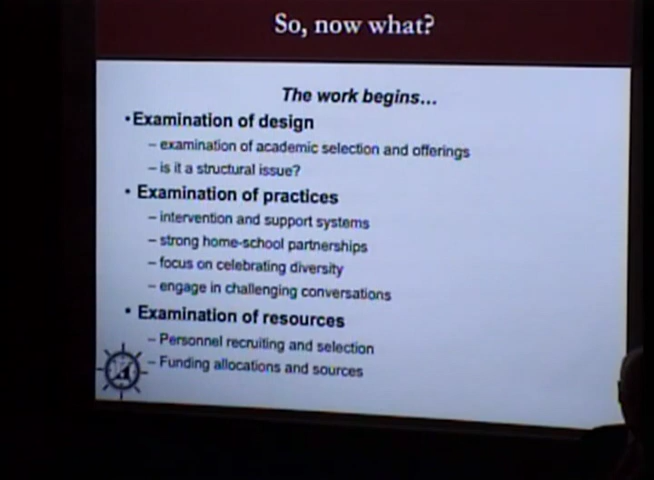 So, now what?
The work begins...
•Examination of design
– examination of academic selection and offerings
– is it a structural issue?
• Examination of practices
– intervention and support systems
– strong home-school partnerships
– focus on celebrating diversity
– engage in challenging conversations
• Examination of resources
– Personnel recruiting and selection
– Funding allocations and sources